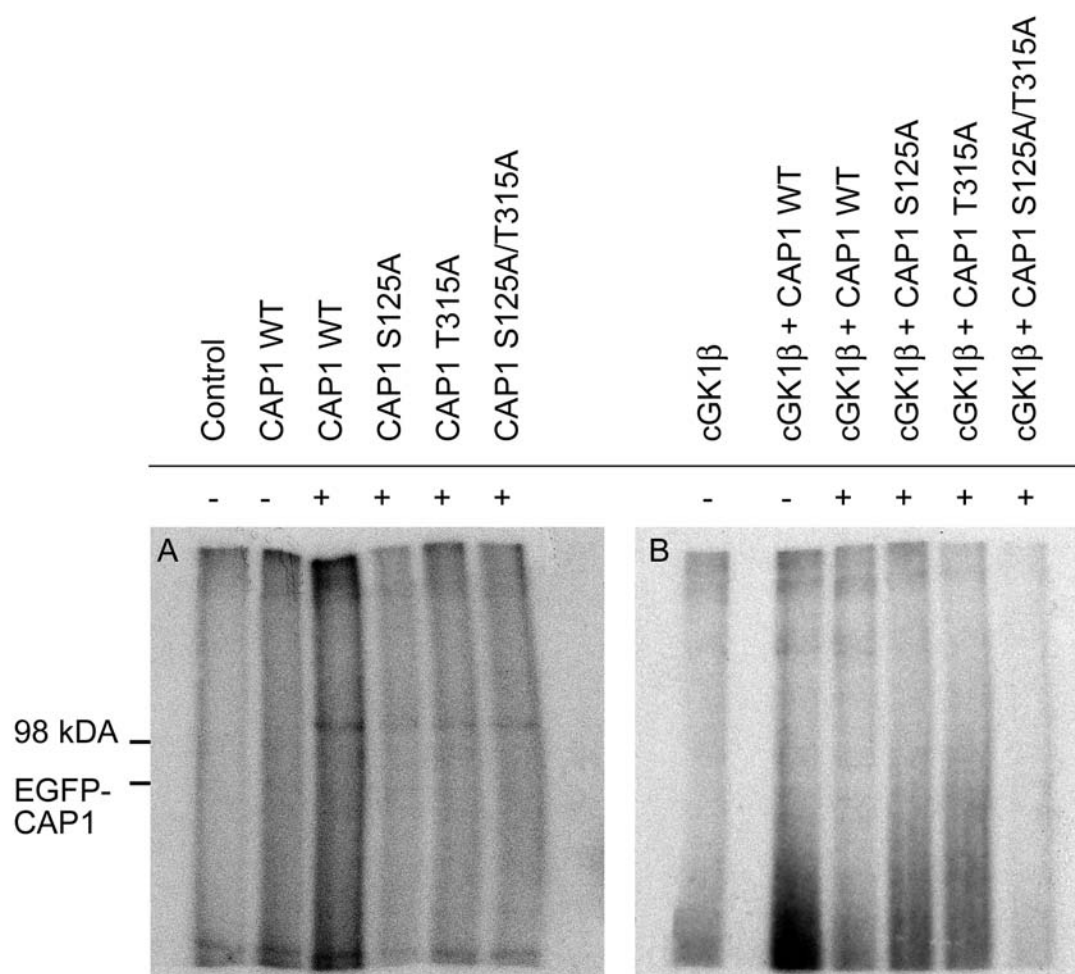 Control
CAP1 WT
CAP1 WT
CAP1 S125A
CAP1 T315A
CAP1 S125A/T315A
cGK1β
cGK1β + CAP1 WT
cGK1β + CAP1 WT
cGK1β + CAP1 S125A
cGK1β + CAP1 T315A
cGK1β + CAP1 S125A/T315A
- - + + + + - - + + + +
A B
98 kDA
EGFP-
CAP1